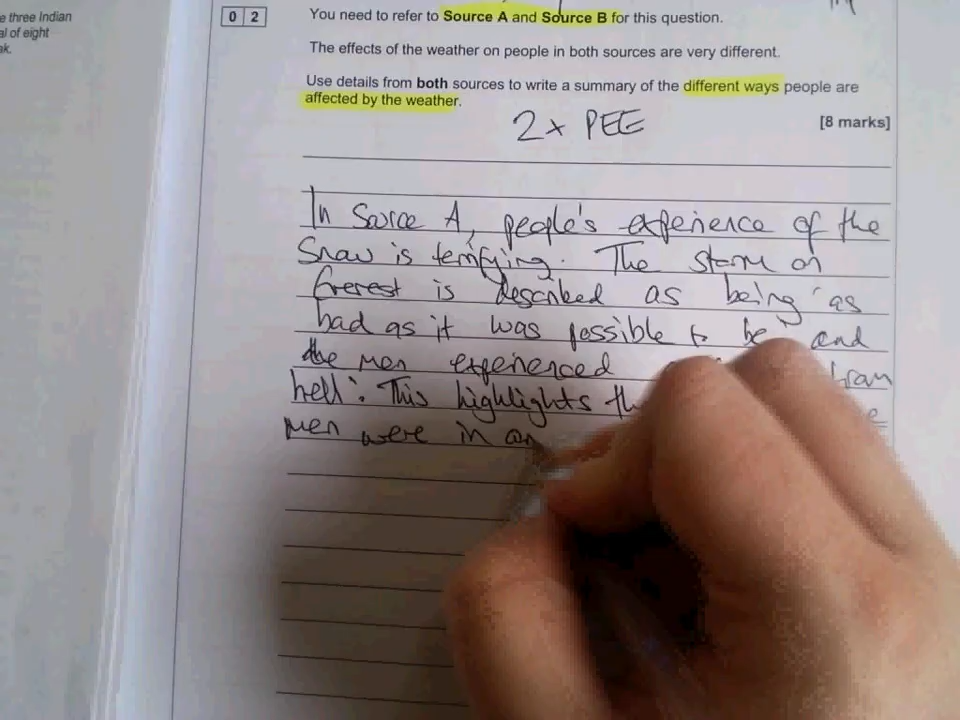 e three Indian
al of eight
ak.
0 2
You need to refer to Source A and Source B for this question.
The effects of the weather on people in both sources are very different.
Use details from both sources to write a summary of the different ways people are
affected by the weather.
[8 marks]
2x PEE
In Source A, people's experience of the
Snow is terrifying. The storm on
Everest is described as being 'as
bad as it was possible to be' and
the men experienced
hell'. This highlights
men were in